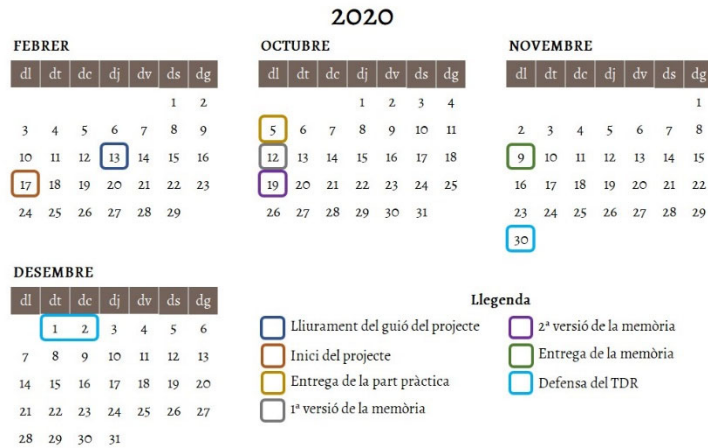 2020
FEBRER
dl dt dc dj dv ds dg
1 2
3 4 5 6 7 8 9
10 11 12 13 14 15 16
17 18 19 20 21 22 23
24 25 26 27 28 29
OCTUBRE
dl dt dc dj dv ds dg
1 2 3 4
5 6 7 8 9 10 11
12 13 14 15 16 17 18
19 20 21 22 23 24 25
26 27 28 29 30 31
NOVEMBRE
dl dt dc dj dv ds dg
1
2 3 4 5 6 7 8
9 10 11 12 13 14 15
16 17 18 19 20 21 22
23 24 25 26 27 28 29
30
DESEMBRE
dl dt dc dj dv ds dg
1 2 3 4 5 6
7 8 9 10 11 12 13
14 15 16 17 18 19 20
21 22 23 24 25 26 27
28 29 30 31
Llegenda
Lliurament del guió del projecte
Inici del projecte
Entrega de la part pràctica
1ª versió de la memòria
2ª versió de la memòria
Entrega de la memòria
Defensa del TDR